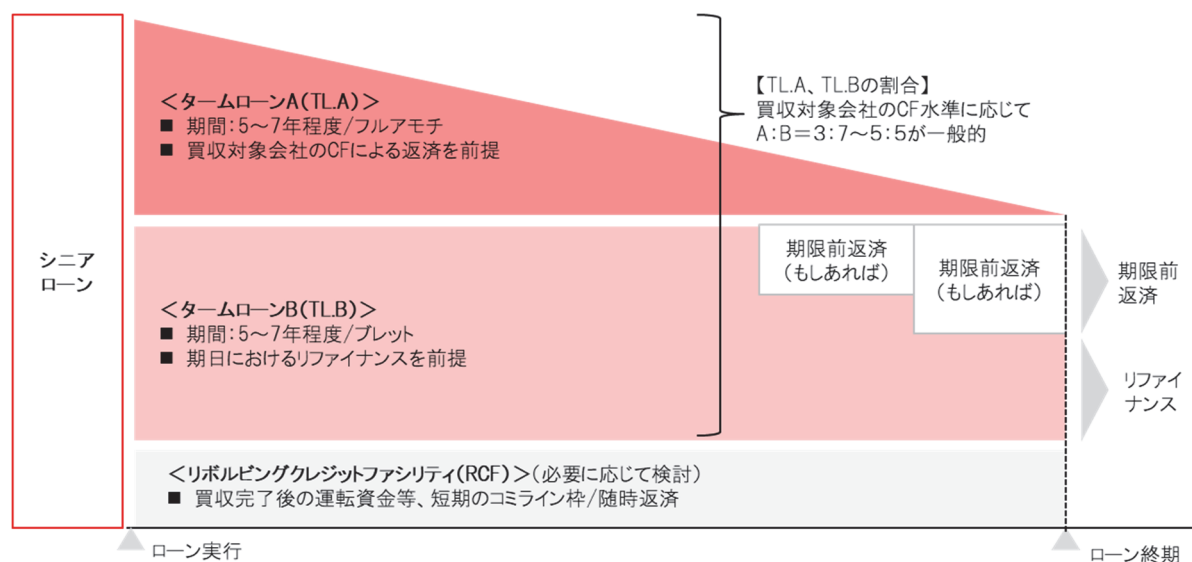 シニア
ローン
＜タームローンA(TL.A)＞
■ 期間：5～7年程度/フルアモチ
■ 買収対象会社のCFによる返済を前提
【TL.A、TL.Bの割合】
買収対象会社のCF水準に応じて
A：B＝3：7～5：5が一般的
＜タームローンB(TL.B)＞
■ 期間：5～7年程度/ブレット
■ 期日におけるリファイナンスを前提
期限前返済
(もしあれば)
期限前返済
(もしあれば)
期限前
返済
リファイ
ナンス
＜リボルビングクレジットファシリティ(RCF)＞(必要に応じて検討)
■ 買収完了後の運転資金等、短期のコミライン枠/随時返済
ローン実行
ローン終期